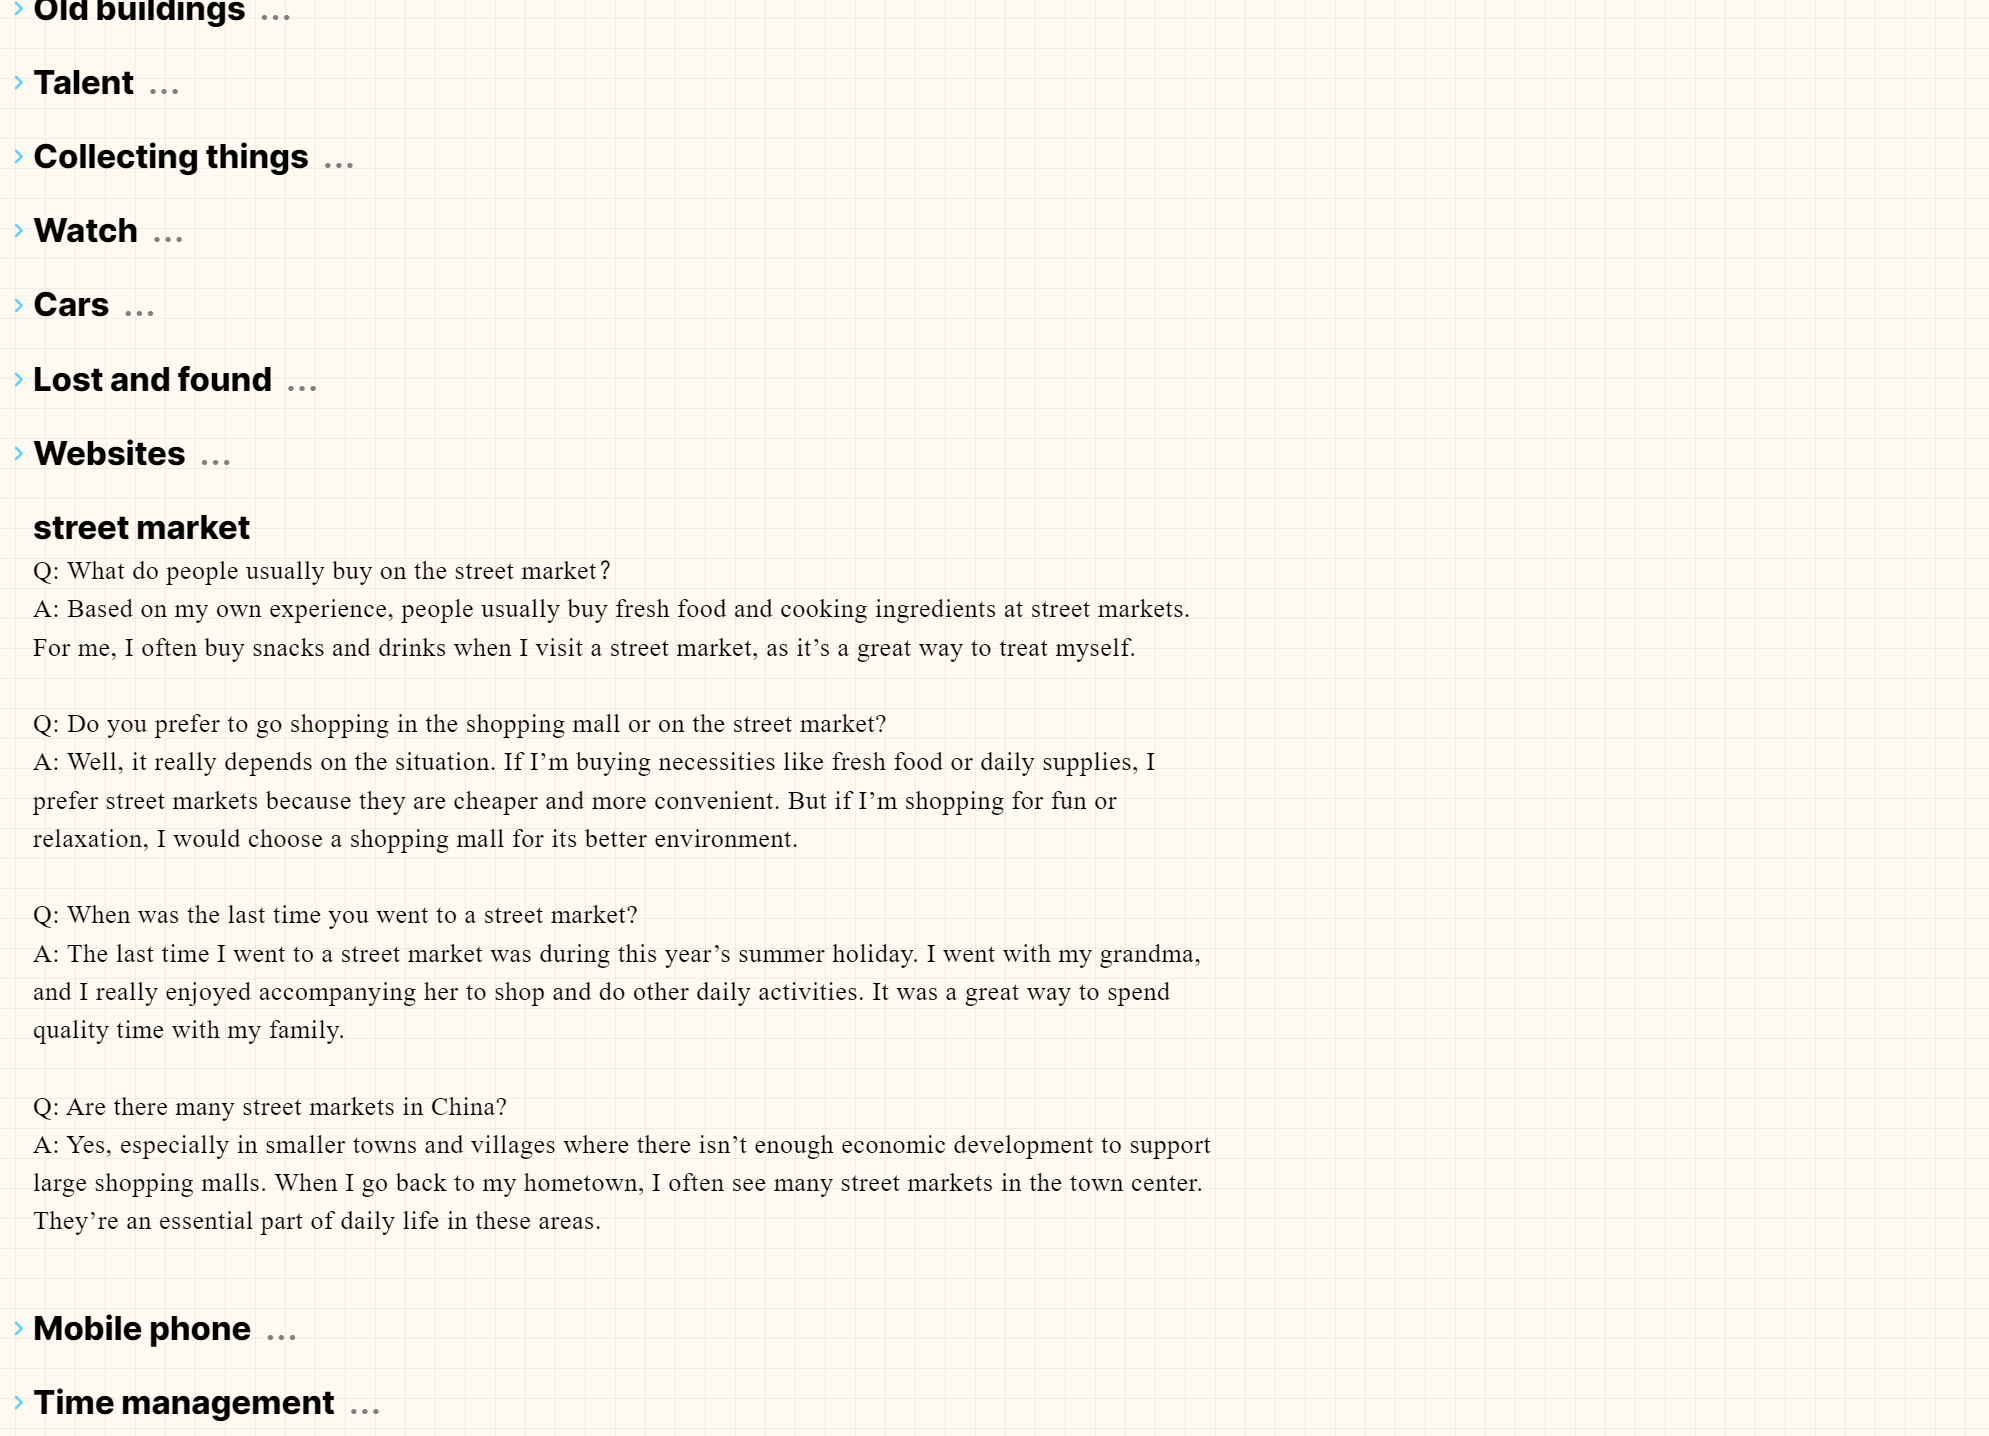 Old buildings ...
Talent ...
Collecting things ...
Watch ...
Cars ...
Lost and found ...
Websites ...
street market
Q: What do people usually buy on the street market？
A: Based on my own experience, people usually buy fresh food and cooking ingredients at street markets.
For me, I often buy snacks and drinks when I visit a street market, as it’s a great way to treat myself.
Q: Do you prefer to go shopping in the shopping mall or on the street market?
A: Well, it really depends on the situation. If I’m buying necessities like fresh food or daily supplies, I
prefer street markets because they are cheaper and more convenient. But if I’m shopping for fun or
relaxation, I would choose a shopping mall for its better environment.
Q: When was the last time you went to a street market?
A: The last time I went to a street market was during this year’s summer holiday. I went with my grandma,
and I really enjoyed accompanying her to shop and do other daily activities. It was a great way to spend
quality time with my family.
Q: Are there many street markets in China?
A: Yes, especially in smaller towns and villages where there isn’t enough economic development to support
large shopping malls. When I go back to my hometown, I often see many street markets in the town center.
They’re an essential part of daily life in these areas.
Mobile phone ...
Time management ...